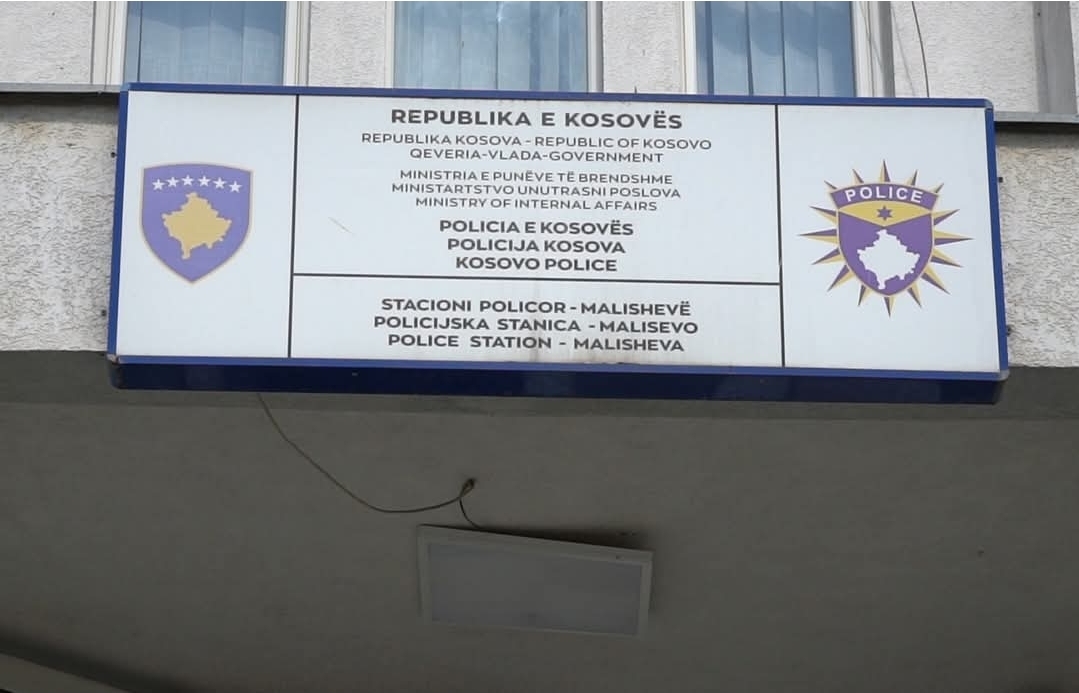 REPUBLIKA E KOSOVËS
REPUBLIKA KOSOVA - REPUBLIC OF KOSOVO
QEVERIA-VLADA-GOVERNMENT
MINISTRIA E PUNËVE TË BRENDSHME
MINISTARTSTVO UNUTRASNI POSLOVA
MINISTRY OF INTERNAL AFFAIRS
POLICIA E KOSOVËS
POLICIJA KOSOVA
KOSOVO POLICE
STACIONI POLICOR - MALISHEVË
POLICIJSKA STANICA - MALISEVO
POLICE STATION - MALISHEVA
POLICE